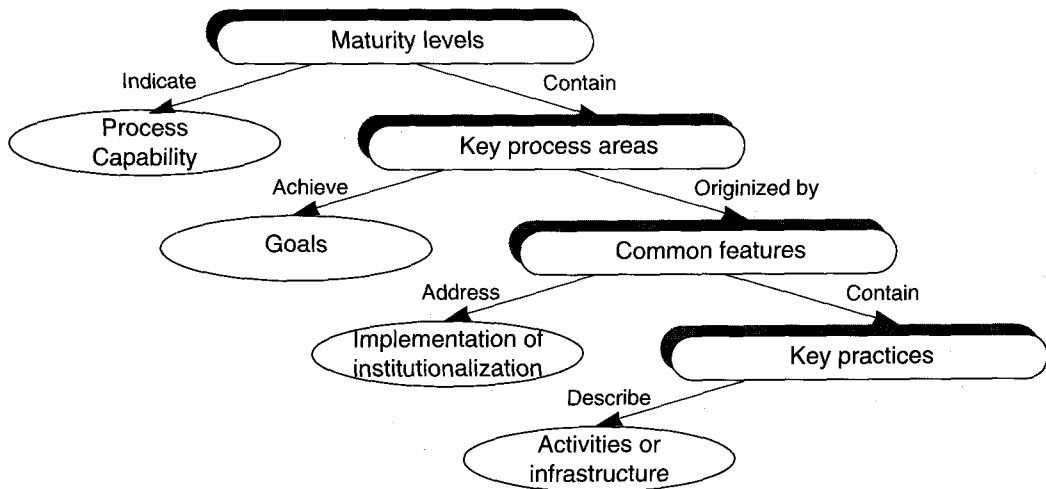 Maturity levels
Indicate
Contain
Process
Capability
Key process areas
Achieve
Originized by
Goals
Common features
Address
Contain
Implementation of
institutionalization
Key practices
Describe
Activities or
infrastructure